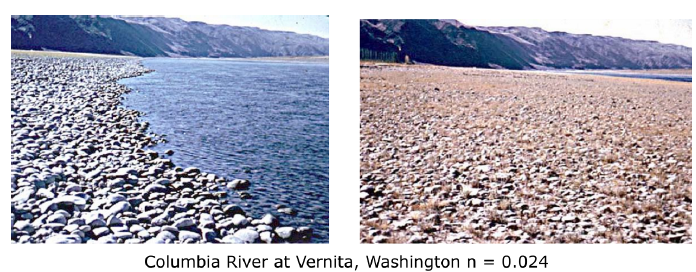 Columbia River at Vernita, Washington n = 0.024